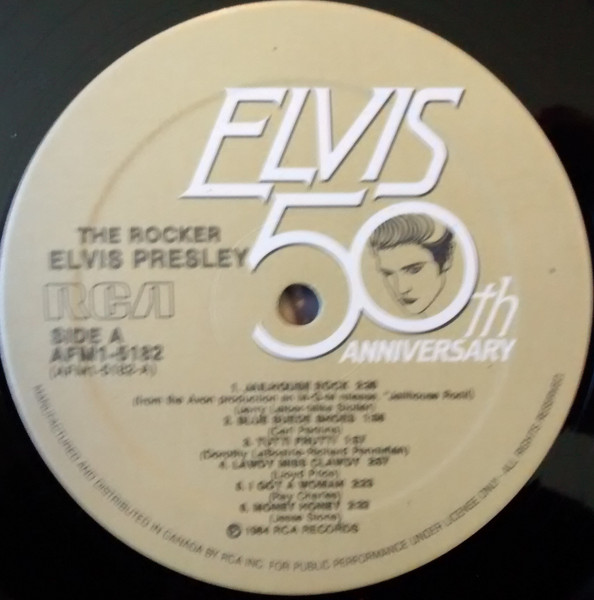 ELVIS
50th
ANNIVERSARY
THE ROCKER
ELVIS PRESLEY
RCA
SIDE A
AFM1-5182
(AFM1-5182-A)
1. JAILHOUSE ROCK 2:35
(from the Avon production an M-G-M release, "Jailhouse Rock")
(Jerry Leiber-Mike Stoller)
2. BLUE SUEDE SHOES 1:58
(Carl Perkins)
3. TUTTI FRUTTI 1:57
(Dorothy LaBostrie-Richard Penniman)
4. LAWDY MISS CLAWDY 2:07
(Lloyd Price)
5. I GOT A WOMAN 2:23
(Ray Charles)
6. MONEY HONEY 2:33
(Jesse Stone)
℗ 1984 RCA RECORDS
MANUFACTURED AND DISTRIBUTED IN CANADA BY RCA INC. FOR PUBLIC PERFORMANCE UNDER LICENSE ONLY - ALL RIGHTS RESERVED